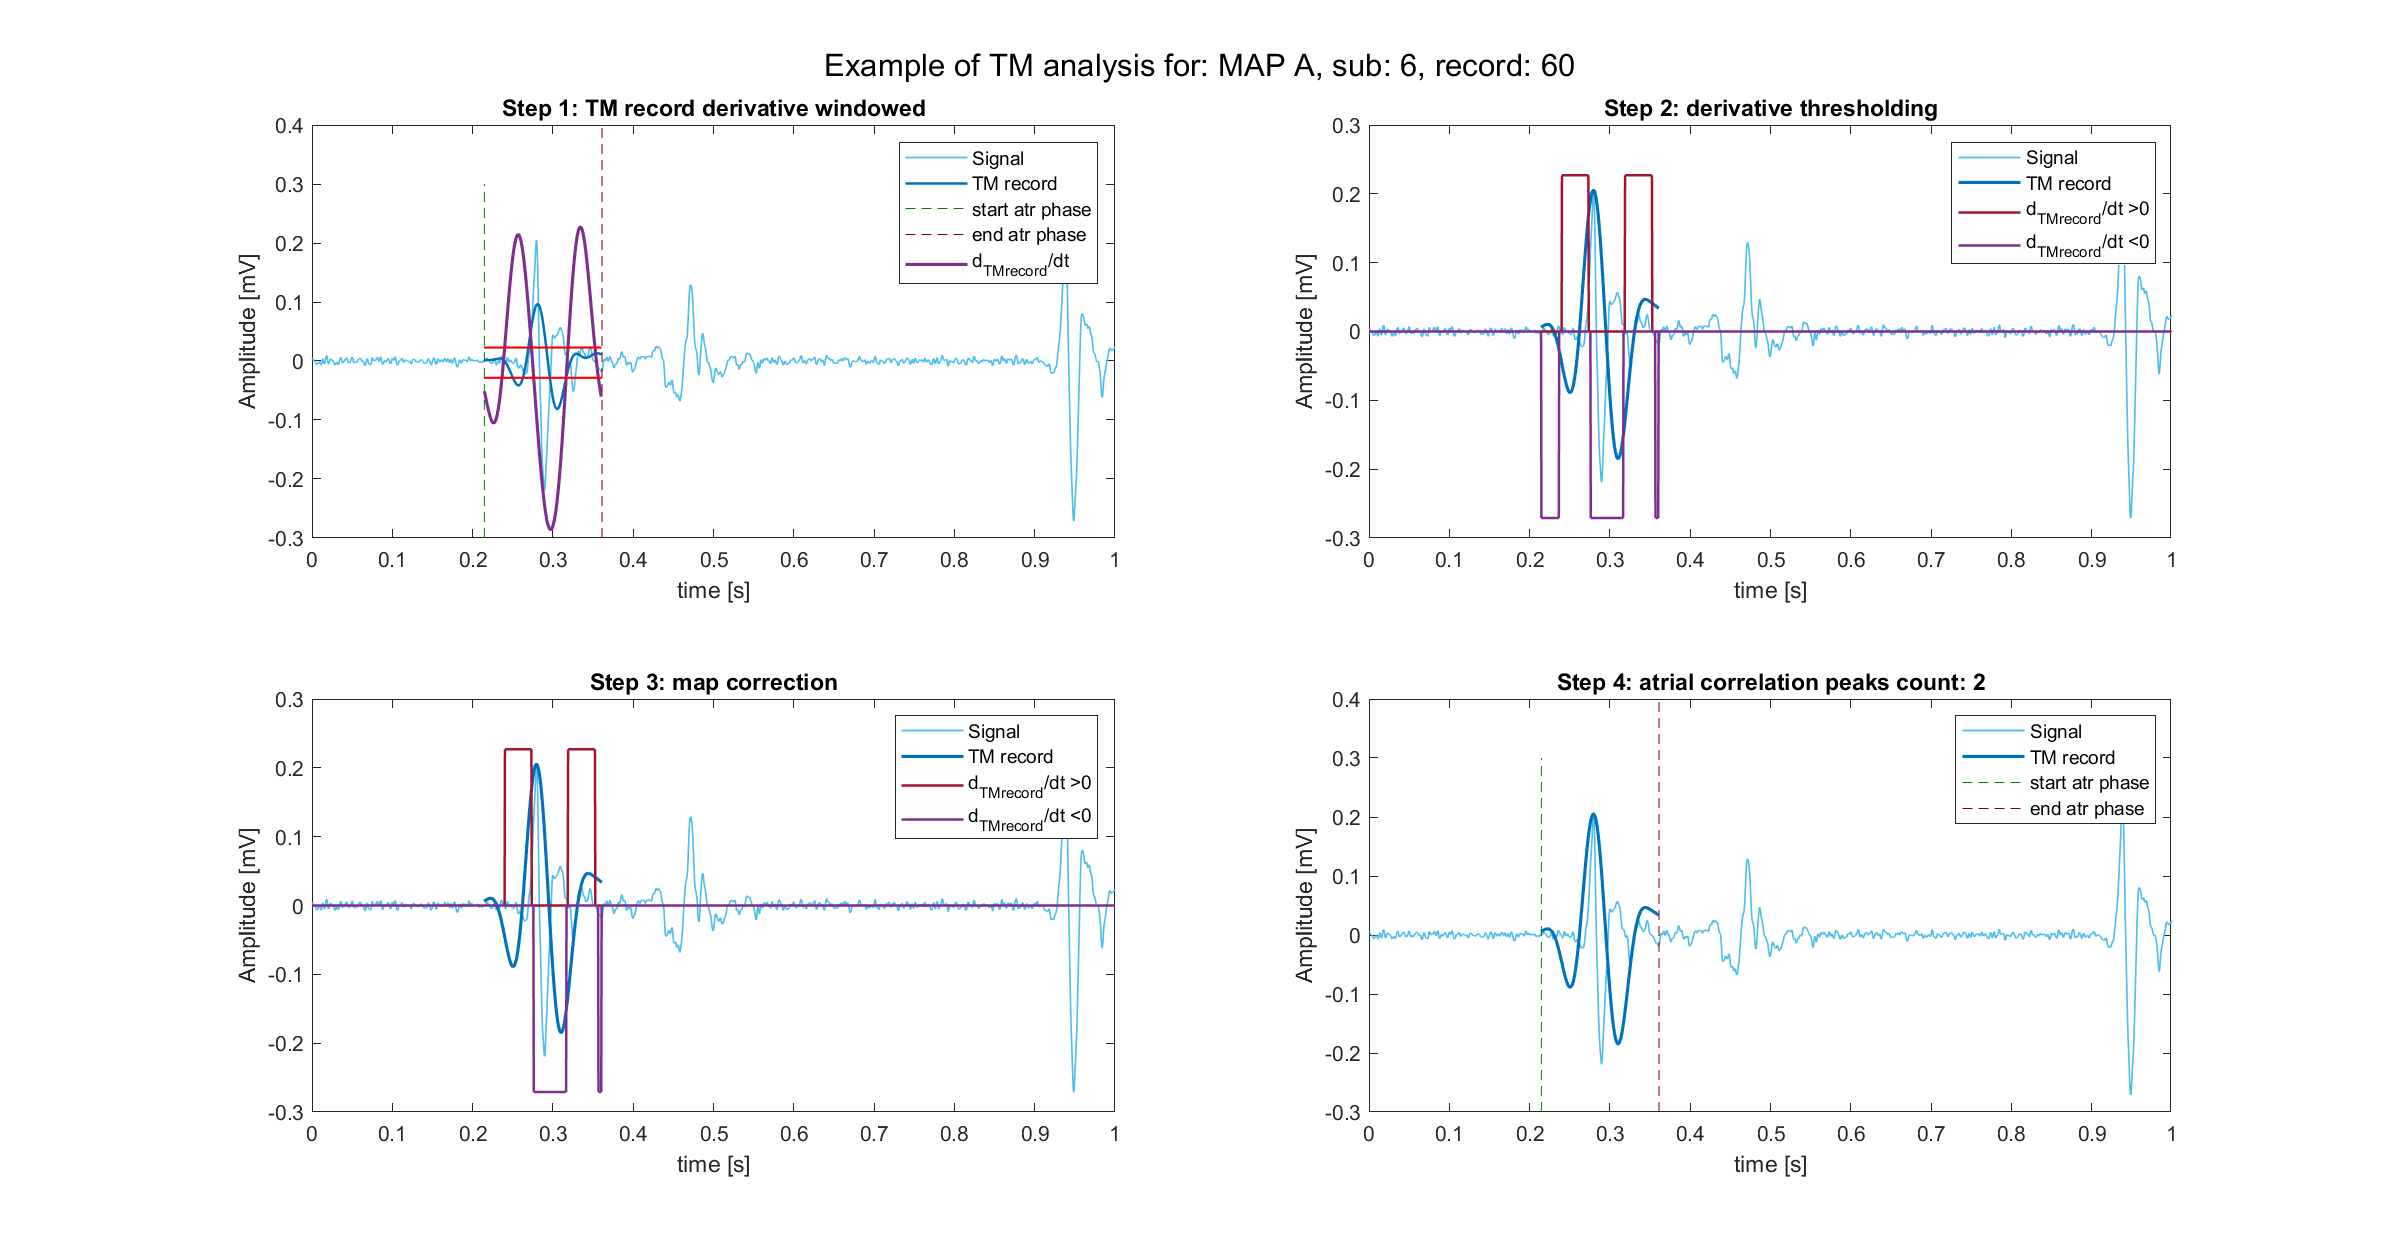 Example of TM analysis for: MAP A, sub: 6, record: 60
Step 1: TM record derivative windowed
Amplitude [mV]
0.4
0.3
0.2
0.1
0
-0.1
-0.2
-0.3
0 0.1 0.2 0.3 0.4 0.5 0.6 0.7 0.8 0.9 1
time [s]
Signal
TM record
start atr phase
end atr phase
dTMrecord/dt
Step 2: derivative thresholding
Amplitude [mV]
0.3
0.2
0.1
0
-0.1
-0.2
-0.3
0 0.1 0.2 0.3 0.4 0.5 0.6 0.7 0.8 0.9 1
time [s]
Signal
TM record
dTMrecord/dt >0
dTMrecord/dt <0
Step 3: map correction
Amplitude [mV]
0.3
0.2
0.1
0
-0.1
-0.2
-0.3
0 0.1 0.2 0.3 0.4 0.5 0.6 0.7 0.8 0.9 1
time [s]
Signal
TM record
dTMrecord/dt >0
dTMrecord/dt <0
Step 4: atrial correlation peaks count: 2
Amplitude [mV]
0.4
0.3
0.2
0.1
0
-0.1
-0.2
-0.3
0 0.1 0.2 0.3 0.4 0.5 0.6 0.7 0.8 0.9 1
time [s]
Signal
TM record
start atr phase
end atr phase